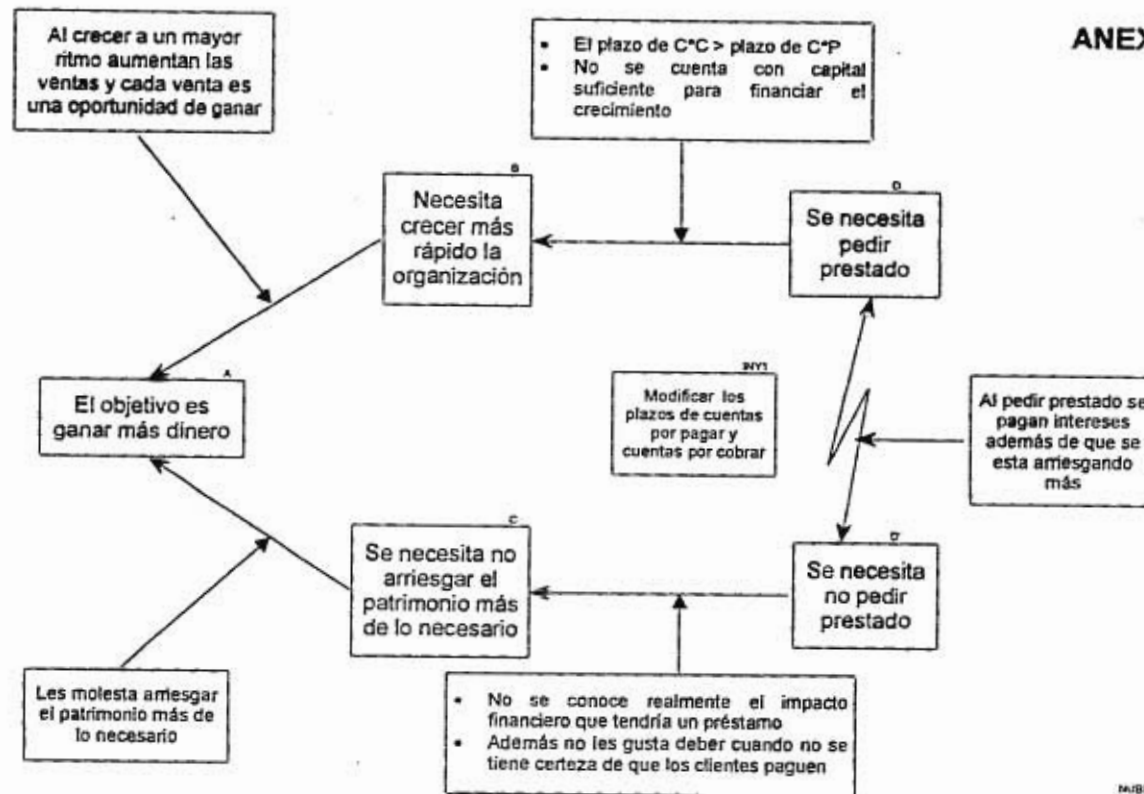 ANEX
Al crecer a un mayor
ritmo aumentan las
ventas y cada venta es
una oportunidad de ganar
• El plazo de C*C > plazo de C*P
• No se cuenta con capital
suficiente para financiar el
crecimiento
B
Necesita
crecer más
rápido la
organización
D
Se necesita
pedir
prestado
A
El objetivo es
ganar más dinero
Modificar los
plazos de cuentas
por pagar y
cuentas por cobrar
Al pedir prestado se
pagan intereses
además de que se
esta arriesgando
más
C
Se necesita no
arriesgar el
patrimonio más
de lo necesario
D'
Se necesita
no pedir
prestado
Les molesta arriesgar
el patrimonio más de
lo necesario
• No se conoce realmente el impacto
financiero que tendría un préstamo
• Además no les gusta deber cuando no se
tiene certeza de que los clientes paguen